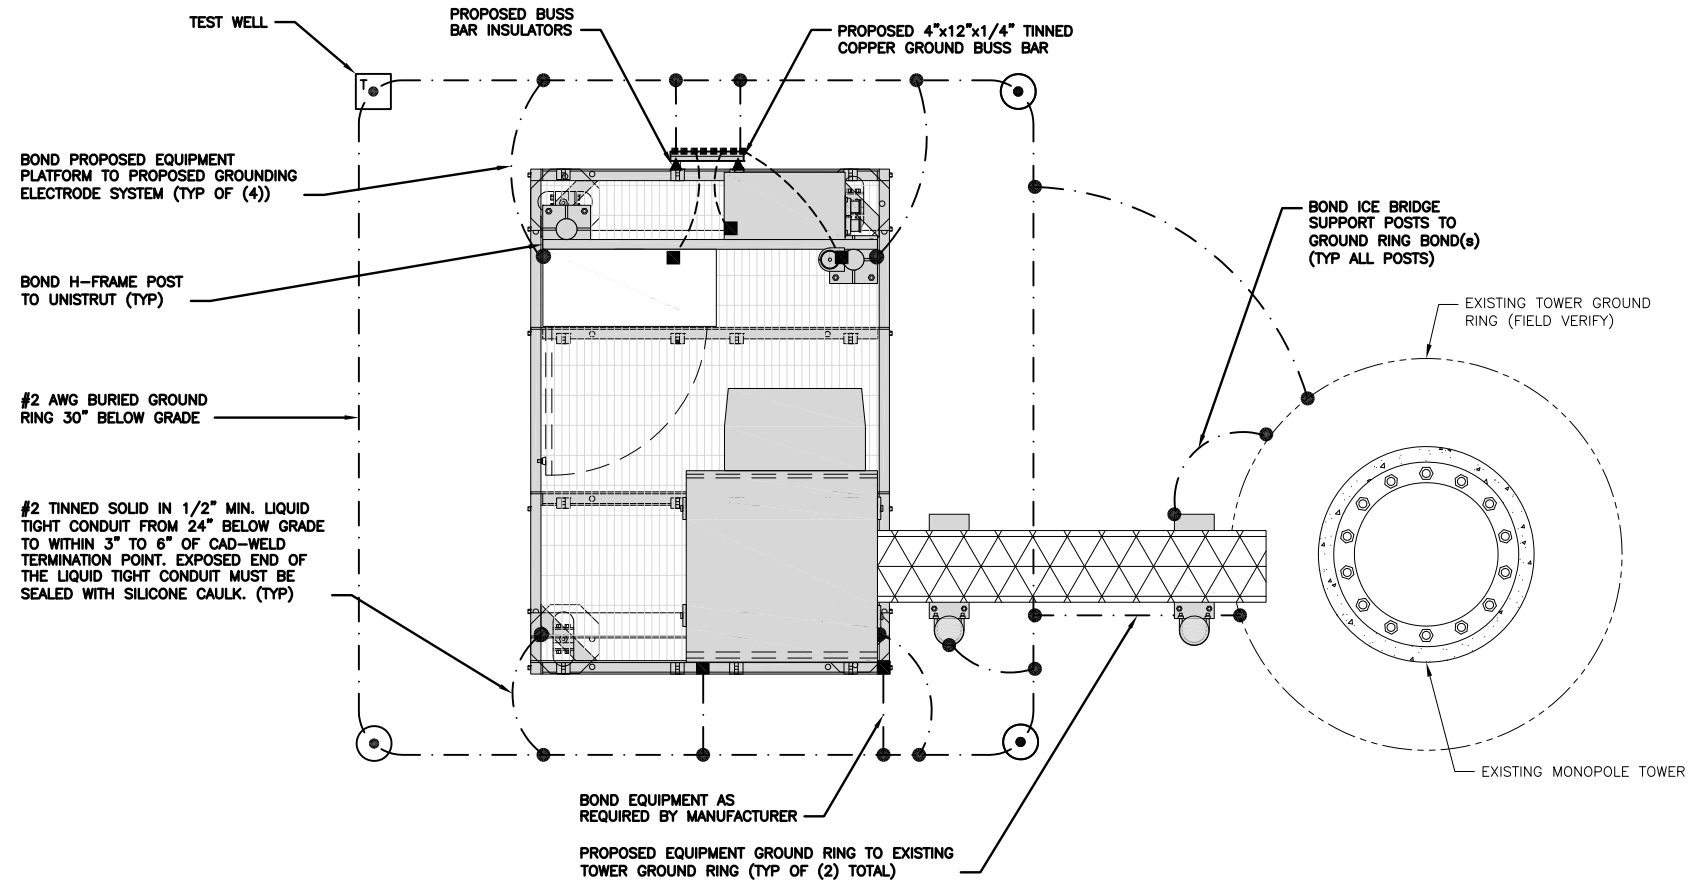 TEST WELL
PROPOSED BUSS
BAR INSULATORS
PROPOSED 4"x12"x1/4" TINNED
COPPER GROUND BUSS BAR
T
BOND PROPOSED EQUIPMENT
PLATFORM TO PROPOSED GROUNDING
ELECTRODE SYSTEM (TYP OF (4))
BOND H-FRAME POST
TO UNISTRUT (TYP)
#2 AWG BURIED GROUND
RING 30" BELOW GRADE
#2 TINNED SOLID IN 1/2" MIN. LIQUID
TIGHT CONDUIT FROM 24" BELOW GRADE
TO WITHIN 3" TO 6" OF CAD-WELD
TERMINATION POINT. EXPOSED END OF
THE LIQUID TIGHT CONDUIT MUST BE
SEALED WITH SILICONE CAULK. (TYP)
BOND ICE BRIDGE
SUPPORT POSTS TO
GROUND RING BOND(s)
(TYP ALL POSTS)
EXISTING TOWER GROUND
RING (FIELD VERIFY)
EXISTING MONOPOLE TOWER
BOND EQUIPMENT AS
REQUIRED BY MANUFACTURER
PROPOSED EQUIPMENT GROUND RING TO EXISTING
TOWER GROUND RING (TYP OF (2) TOTAL)